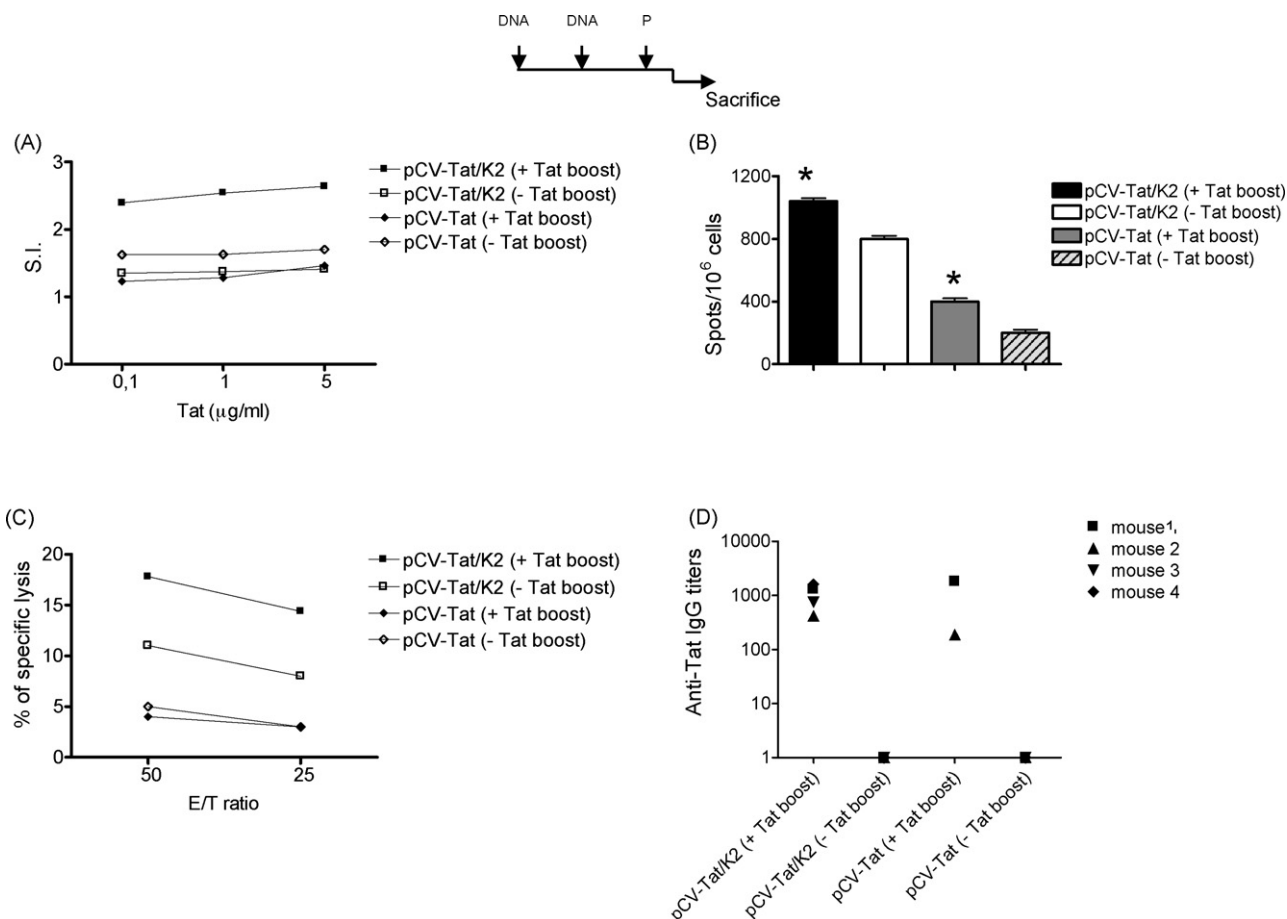 DNA DNA P
Sacrifice
(A)
3
2
1
0
S.I.
0,1 1 5
Tat (μg/ml)
pCV-Tat/K2 (+ Tat boost)
pCV-Tat/K2 (- Tat boost)
pCV-Tat (+ Tat boost)
pCV-Tat (- Tat boost)
(B)
1200
800
400
0
Spots/10⁶ cells
* *
pCV-Tat/K2 (+ Tat boost)
pCV-Tat/K2 (- Tat boost)
pCV-Tat (+ Tat boost)
pCV-Tat (- Tat boost)
(C)
20
15
10
5
0
% of specific lysis
50 25
E/T ratio
pCV-Tat/K2 (+ Tat boost)
pCV-Tat/K2 (- Tat boost)
pCV-Tat (+ Tat boost)
pCV-Tat (- Tat boost)
(D)
10000
1000
100
10
1
Anti-Tat IgG titers
pCV-Tat/K2 (+ Tat boost)
pCV-Tat/K2 (- Tat boost)
pCV-Tat (+ Tat boost)
pCV-Tat (- Tat boost)
mouse1,
mouse 2
mouse 3
mouse 4